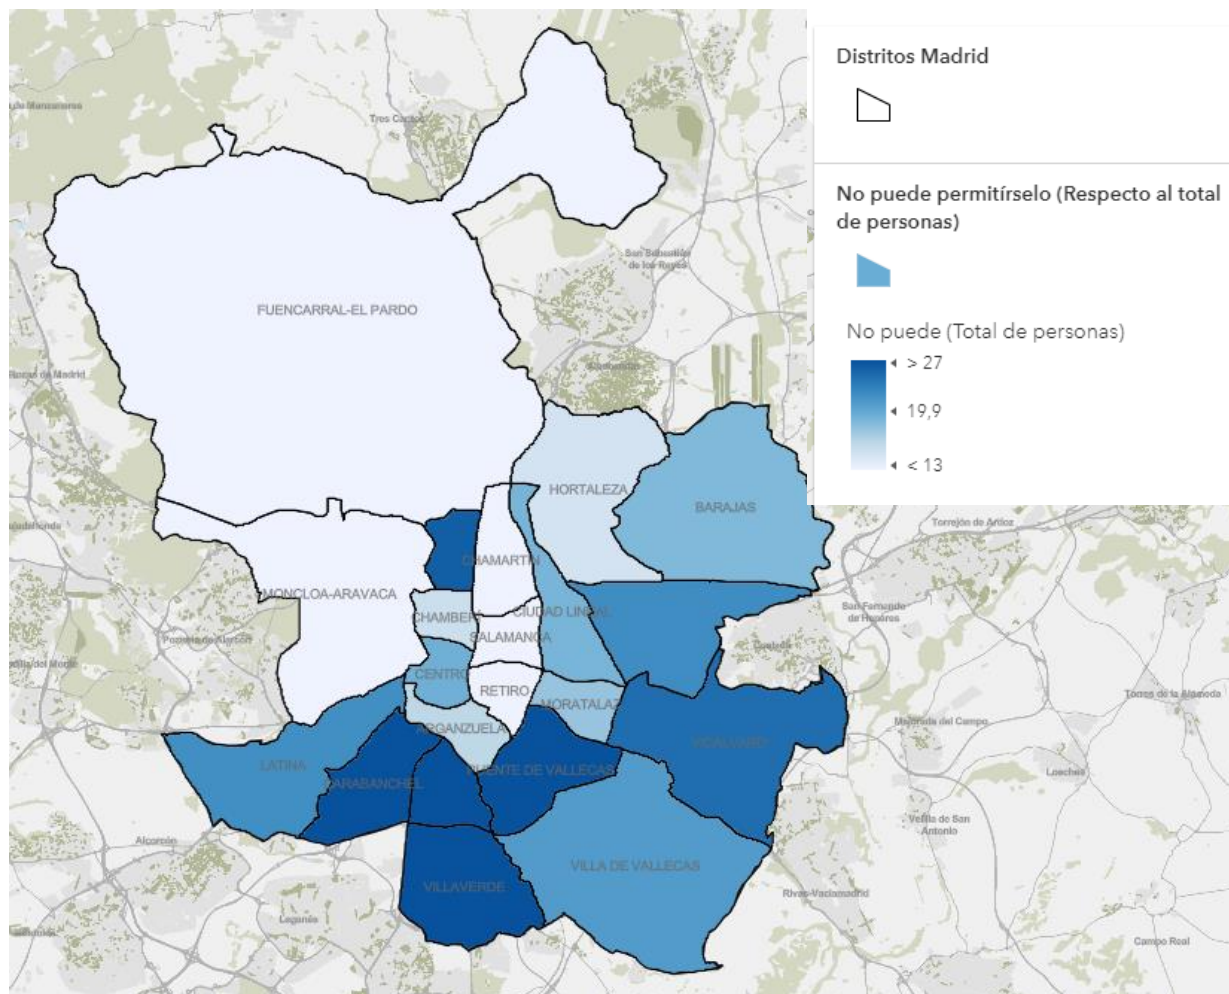 Distritos Madrid
No puede permitírselo (Respecto al total
de personas)
No puede (Total de personas)
> 27
19,9
< 13
Tres Cantos
San Sebastián
de los Reyes
FUENCARRAL-EL PARDO
Rozas de Madrid
HORTALEZA
BARAJAS
Torrejón de Ardoz
CHAMARTÍN
MONCLOA-ARAVACA
CHAMBERÍ
CIUDAD LINEAL
San Fernando
de Henares
SALAMANCA
Pozuelo de Alarcón
Coslada
CENTRO
RETIRO
MORATALAZ
Torres de la Alameda
ARGANZUELA
Mejorada del Campo
VICÁLVARO
LATINA
PUENTE DE VALLECAS
Loeches
CARABANCHEL
Velilla de San
Antonio
Alcorcón
VILLA DE VALLECAS
VILLAVERDE
Rivas-Vaciamadrid
Leganés
Campo Real